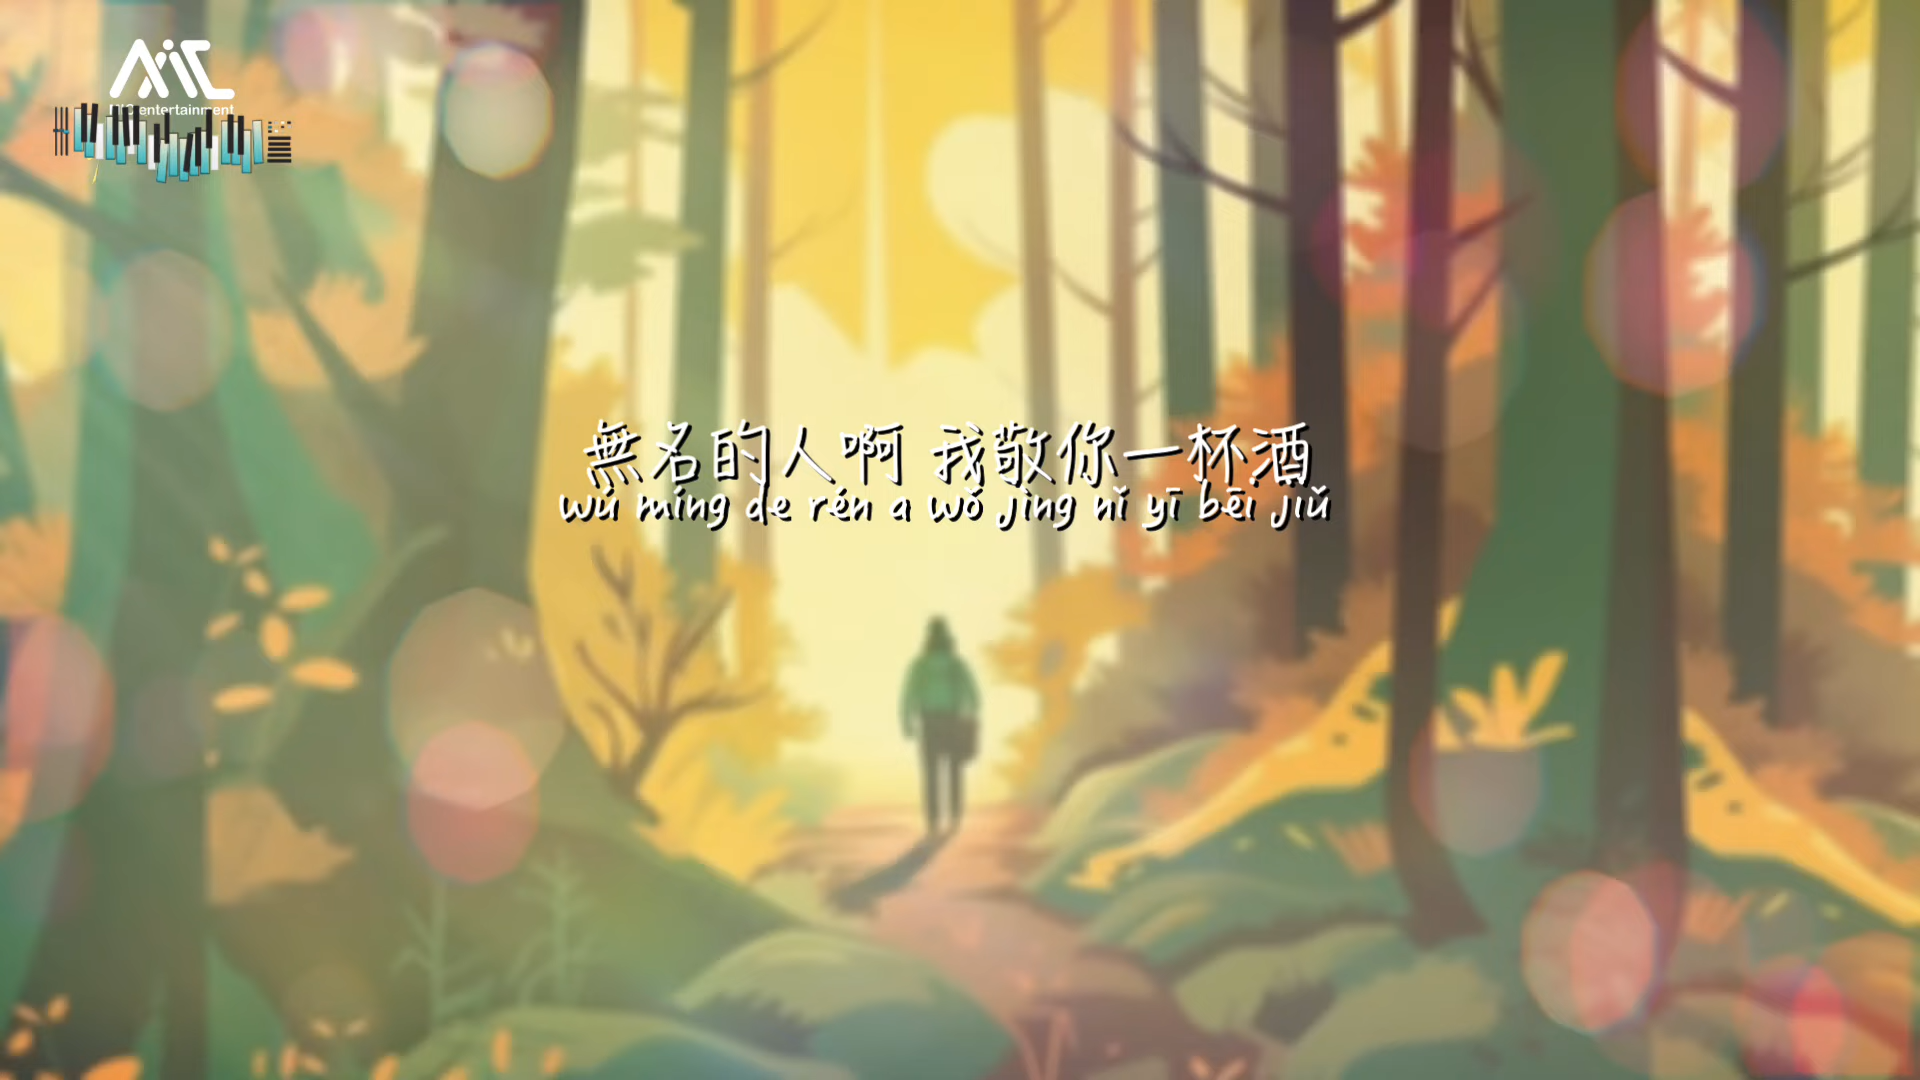 entertainment
無名的人啊 我敬你一杯酒
wú míng de rén a wǒ jìng nǐ yī bēi jiǔ